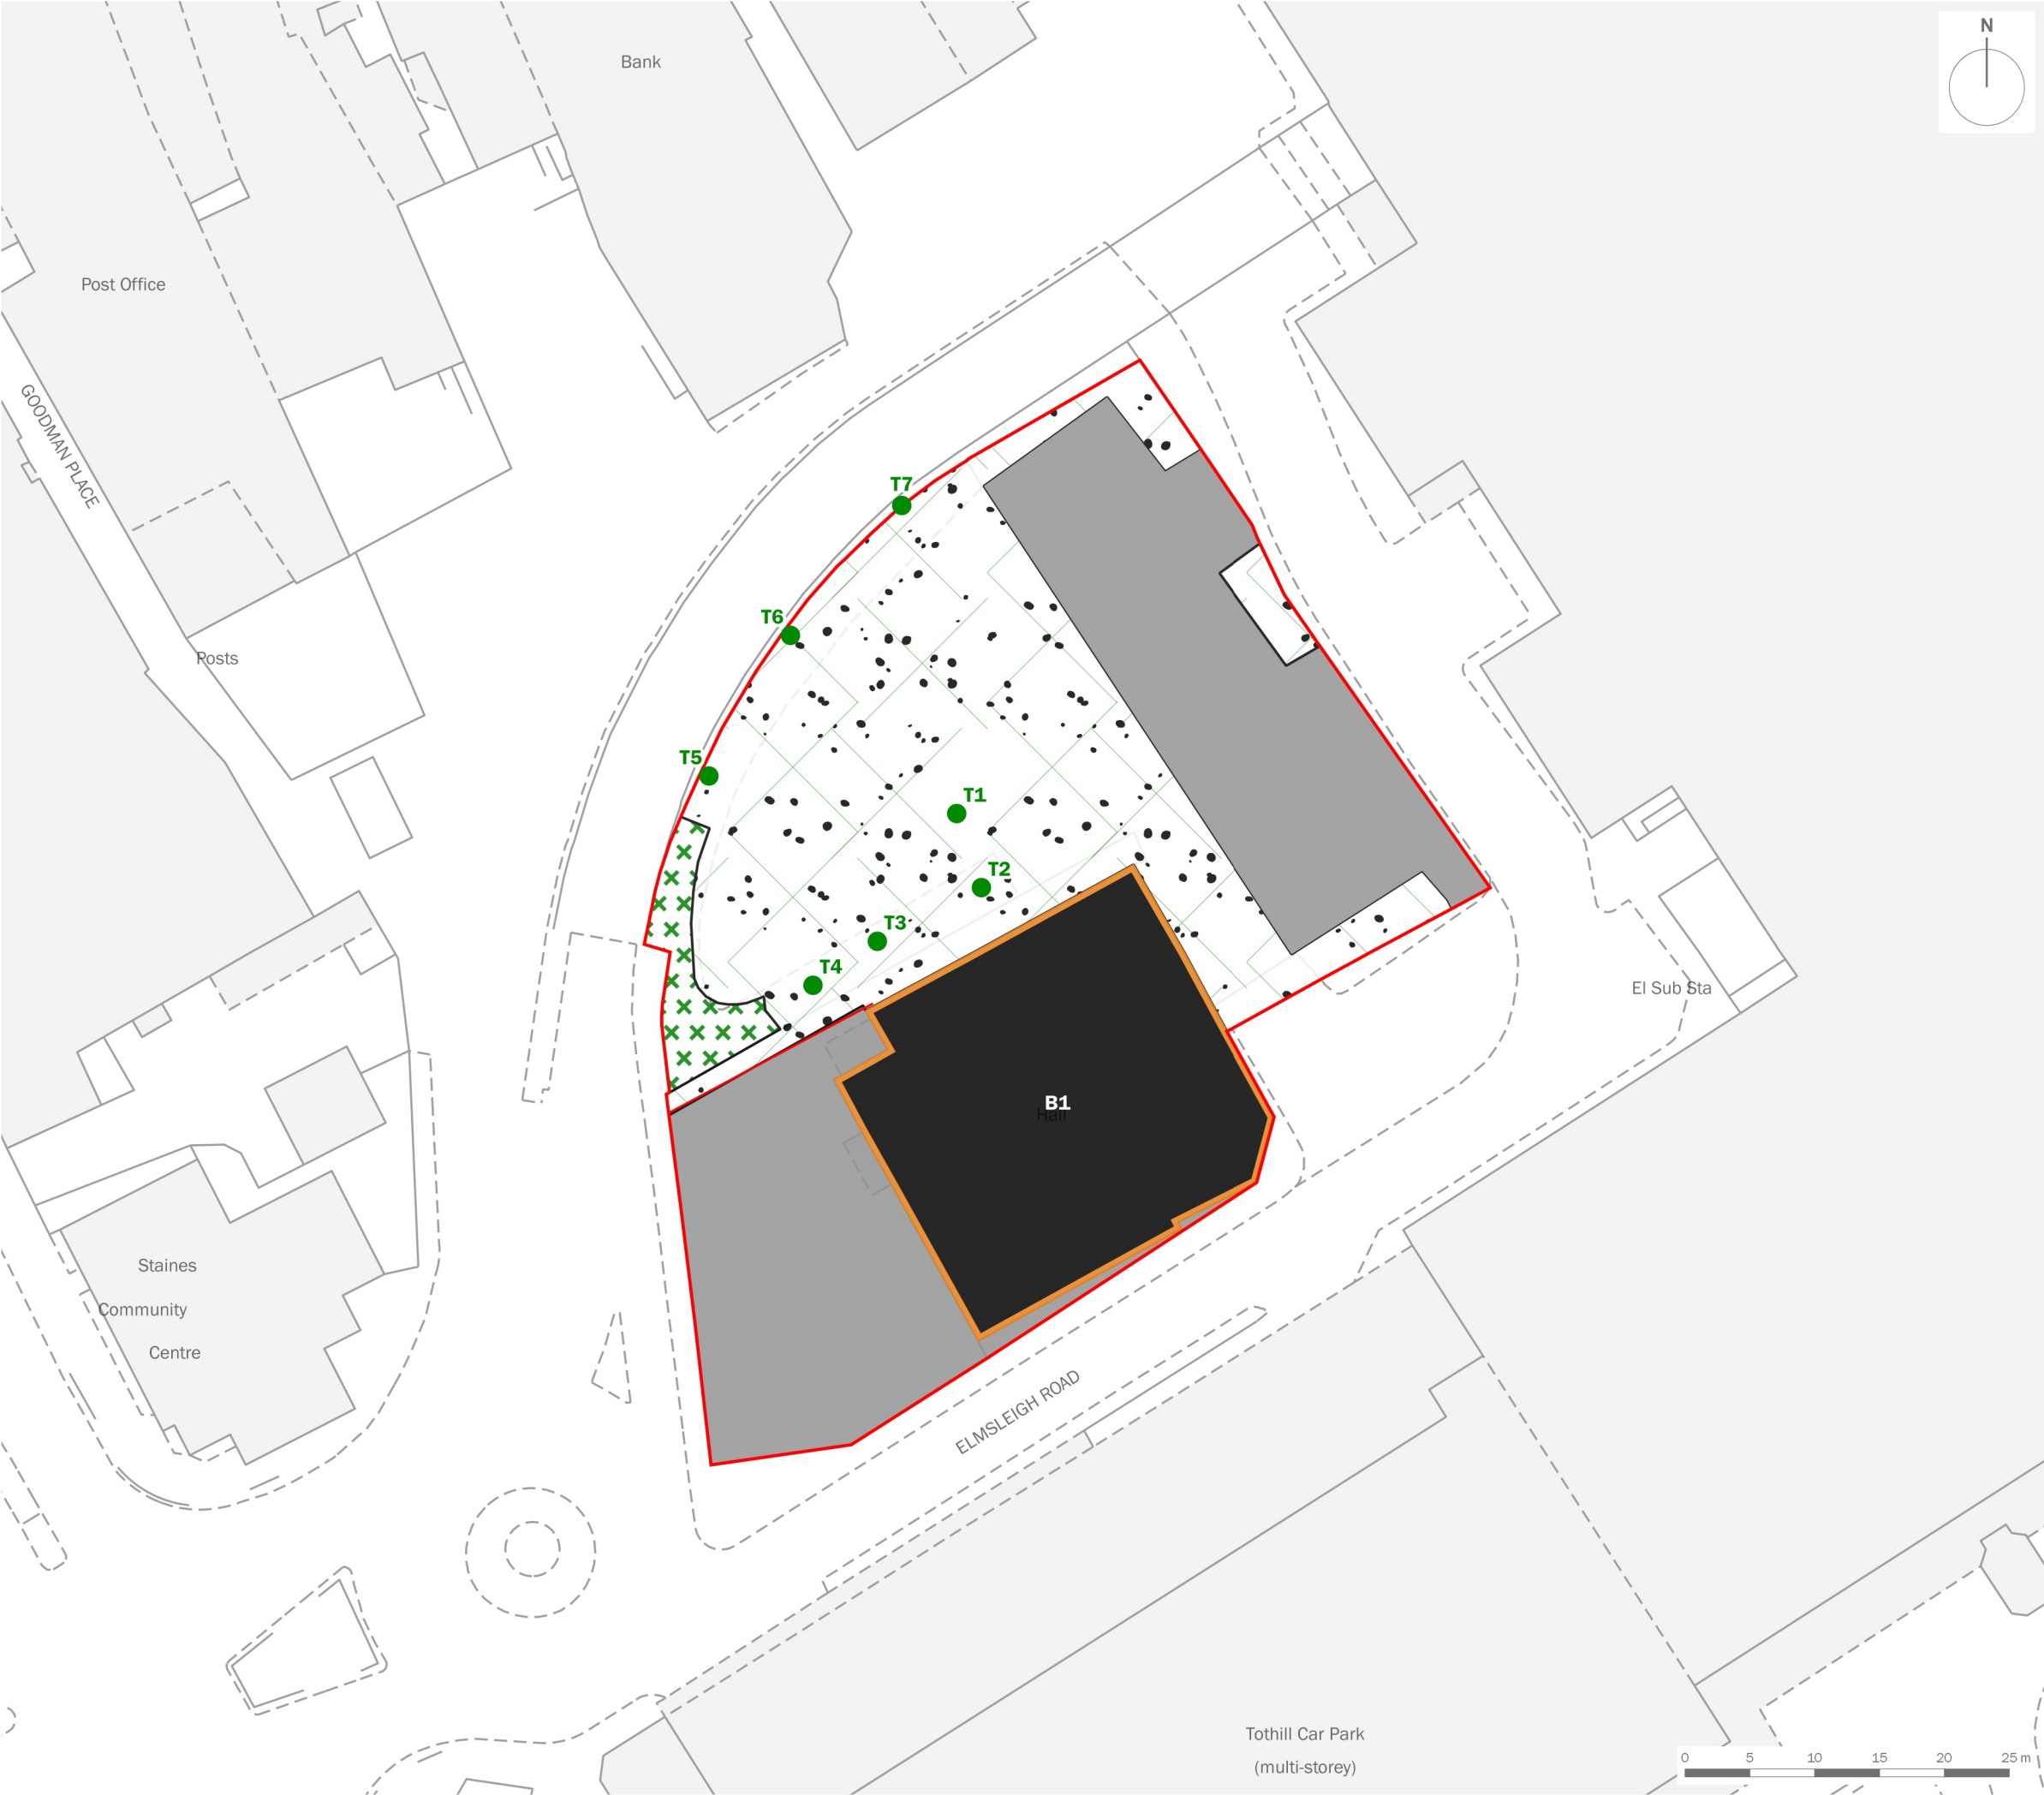 N
Bank
Post Office
GOODMAN PLACE
T7
T6
Posts
T5
T1
T2
T3
T4
El Sub Sta
B1
Hall
Staines
Community
Centre
ELMSLEIGH ROAD
Tothill Car Park
(multi-storey)
0 5 10 15 20 25 m